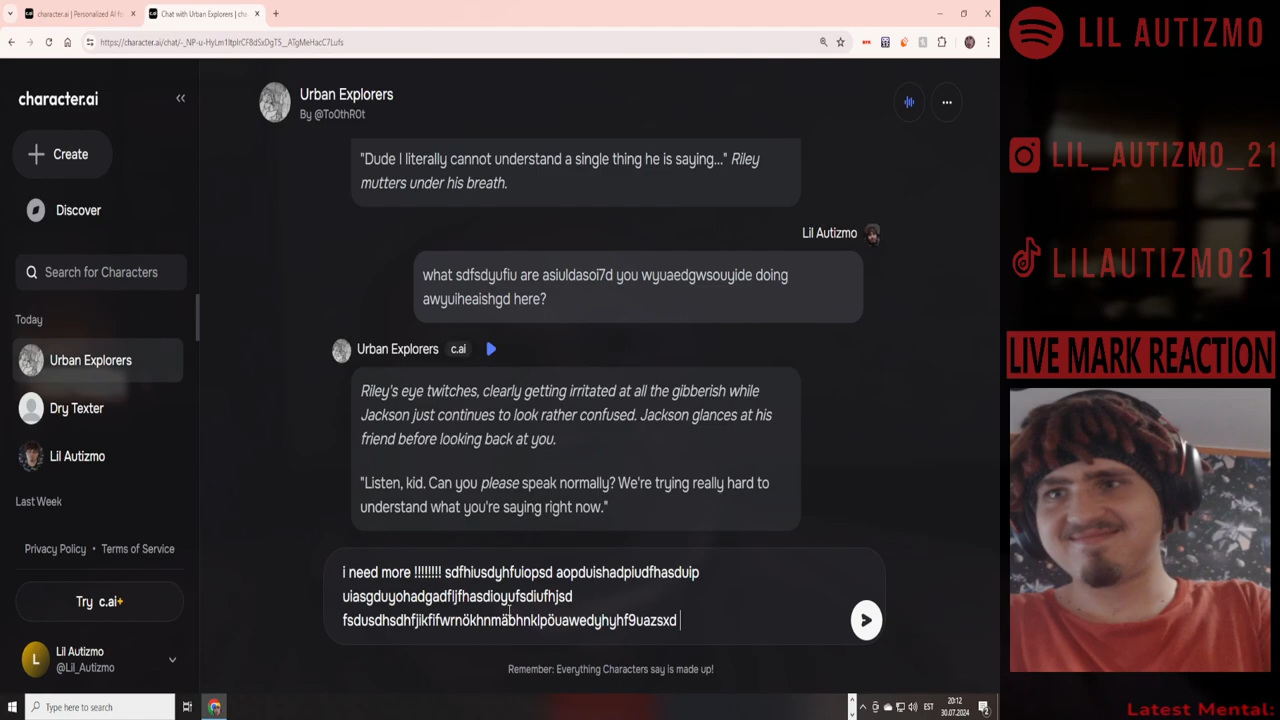 character.ai | Personalized AI for
Chat with Urban Explorers | cha
https://character.ai/chat/-_NP-u-HyLm1ItpIrCF8dSxDgT5_ATgMeHacC7Lufs
character.ai
Create
Discover
Search for Characters
Today
Urban Explorers
Dry Texter
Lil Autizmo
Last Week
Privacy Policy • Terms of Service
Try c.ai+
L
Lil Autizmo
@Lil_Autizmo
Urban Explorers
By @To0thR0t
"Dude I literally cannot understand a single thing he is saying..." Riley
mutters under his breath.
Lil Autizmo
what sdfsdyufiu are asiuldasoi7d you wyuaedgwsouyide doing
awyuiheaishgd here?
Urban Explorers c.ai
Riley's eye twitches, clearly getting irritated at all the gibberish while
Jackson just continues to look rather confused. Jackson glances at his
friend before looking back at you.
"Listen, kid. Can you please speak normally? We're trying really hard to
understand what you're saying right now."
i need more !!!!!!!! sdfhiusdyhfuiopsd aopduishadpiudfhasduip
uiasgduyohadgadfljfhasdioyufsdiufhjsd
fsdusdhsdhfjikfifwrnökhnmäbhnklpöuawedyhyhf9uazsxd
Remember: Everything Characters say is made up!
Type here to search
EST
20:12
30.07.2024
LIL AUTIZMO
LIL_AUTIZMO_21
LILAUTIZMO21
LIVE MARK REACTION
Latest Mental: